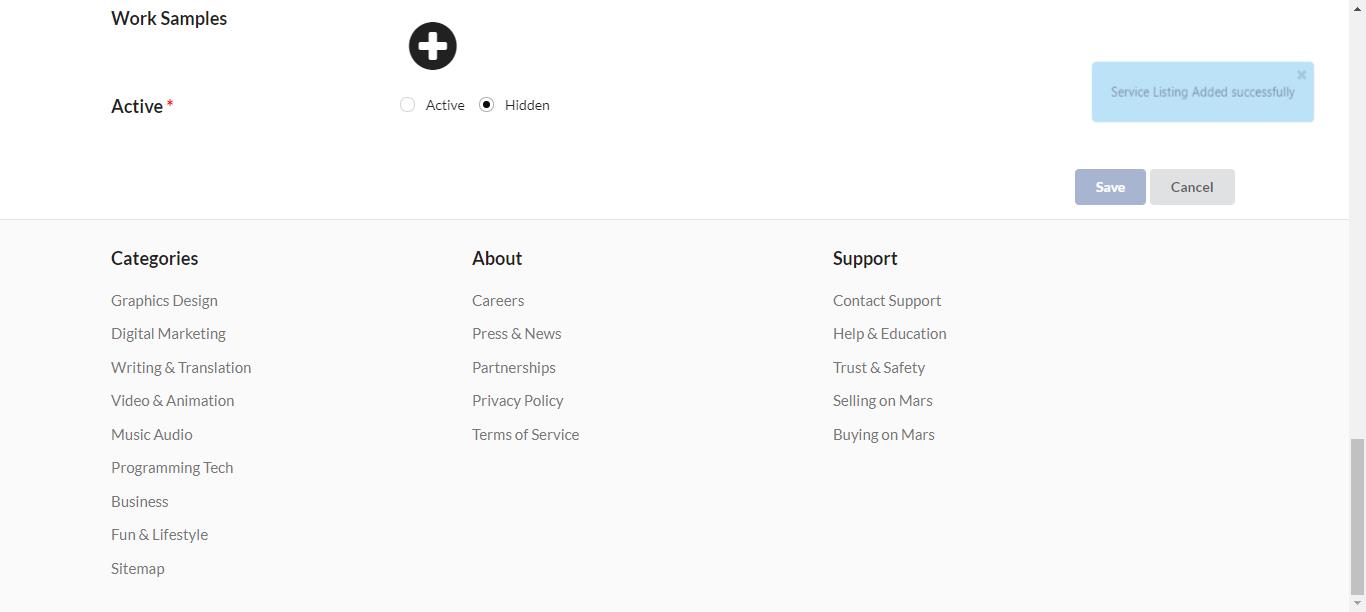 Work Samples
Active *
Active
Hidden
Service Listing Added successfully
Save
Cancel
Categories
Graphics Design
Digital Marketing
Writing & Translation
Video & Animation
Music Audio
Programming Tech
Business
Fun & Lifestyle
Sitemap
About
Careers
Press & News
Partnerships
Privacy Policy
Terms of Service
Support
Contact Support
Help & Education
Trust & Safety
Selling on Mars
Buying on Mars